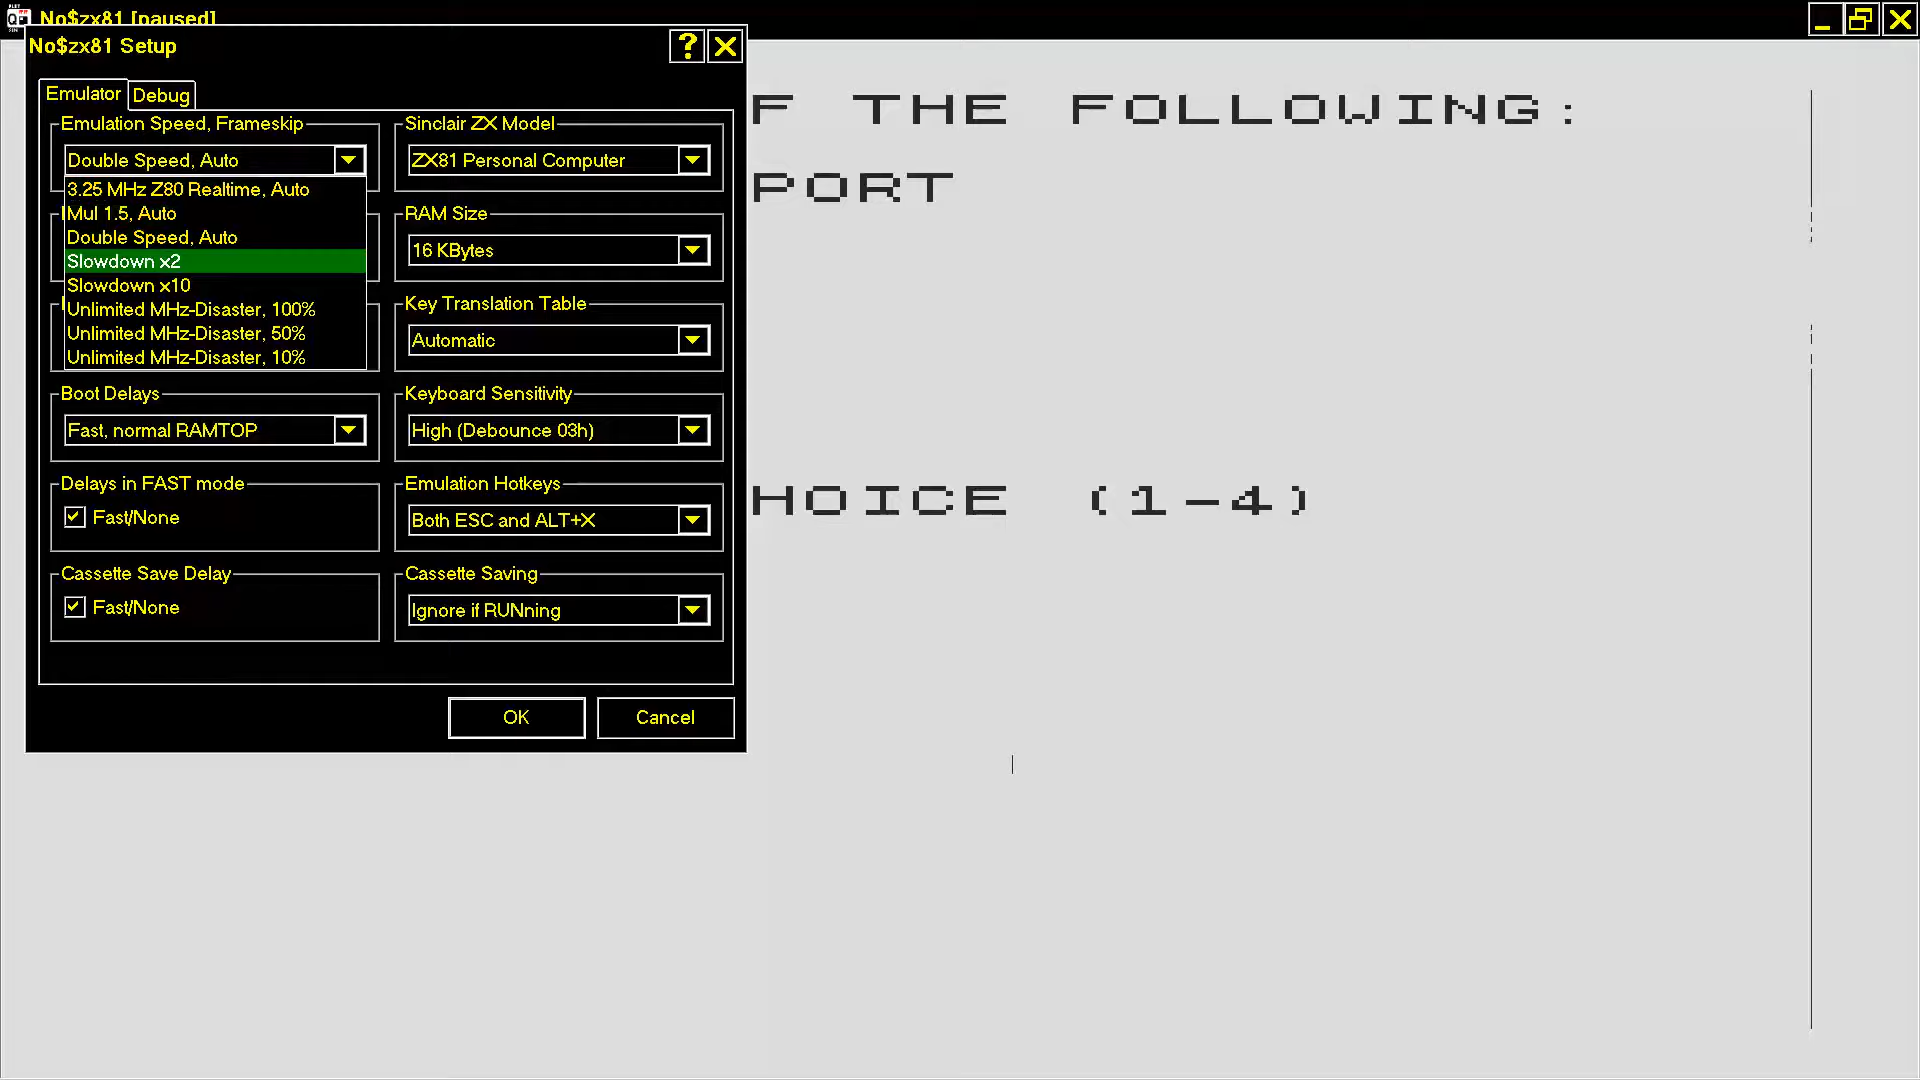 No$zx81 [paused]
No$zx81 Setup
?
Emulator
Debug
Emulation Speed, Frameskip
Double Speed, Auto
3.25 MHz Z80 Realtime, Auto
Mul 1.5, Auto
Double Speed, Auto
Slowdown x2
Slowdown x10
Unlimited MHz-Disaster, 100%
Unlimited MHz-Disaster, 50%
Unlimited MHz-Disaster, 10%
Boot Delays
Fast, normal RAMTOP
Delays in FAST mode
Fast/None
Cassette Save Delay
Fast/None
Sinclair ZX Model
ZX81 Personal Computer
RAM Size
16 KBytes
Key Translation Table
Automatic
Keyboard Sensitivity
High (Debounce 03h)
Emulation Hotkeys
Both ESC and ALT+X
Cassette Saving
Ignore if RUNning
OK
Cancel
F THE FOLLOWING:
PORT
HOICE (1-4)